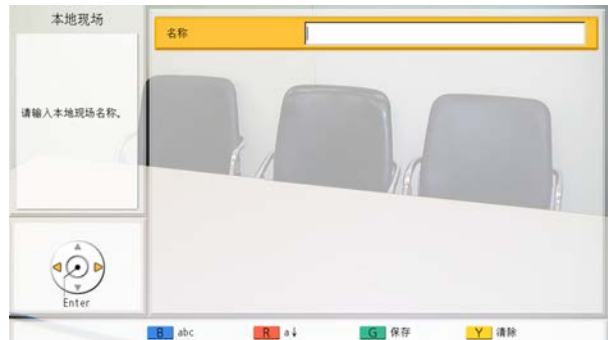 本地现场
名称
请输入本地现场名称。
Enter
B abc
R a↓
G 保存
Y 清除